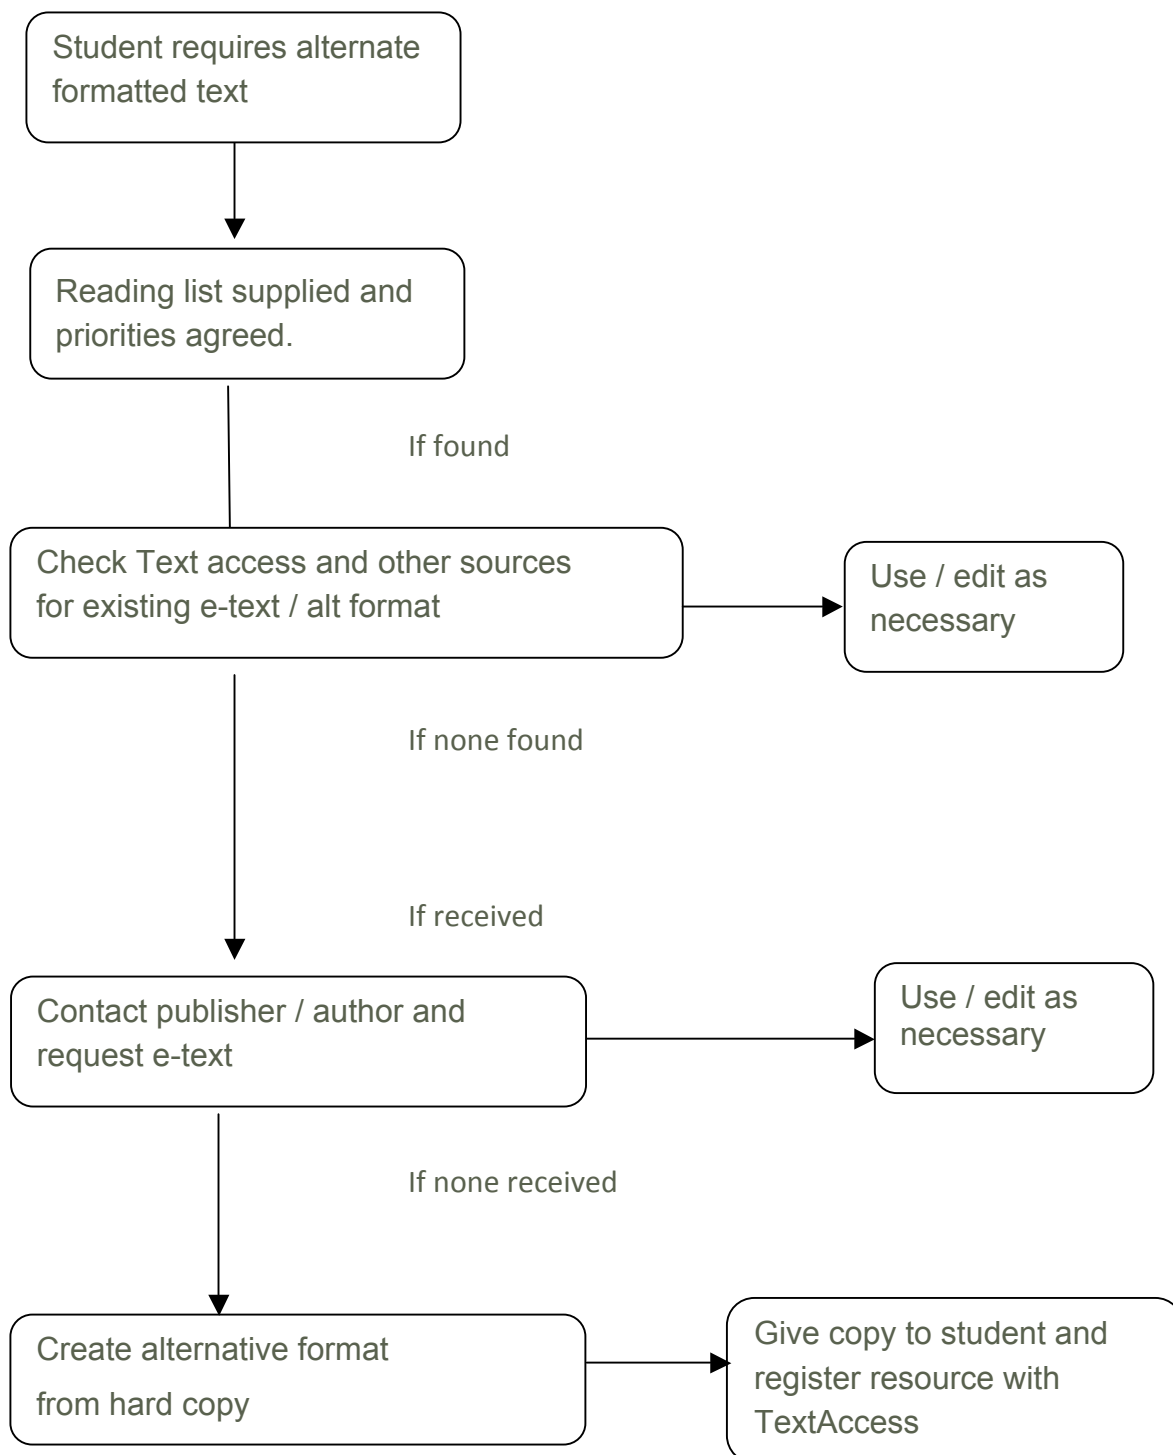 Student requires alternate
formatted text
Reading list supplied and
priorities agreed.
If found
Check Text access and other sources
for existing e-text / alt format
Use / edit as
necessary
If none found
If received
Contact publisher / author and
request e-text
Use / edit as
necessary
If none received
Create alternative format
from hard copy
Give copy to student and
register resource with
TextAccess